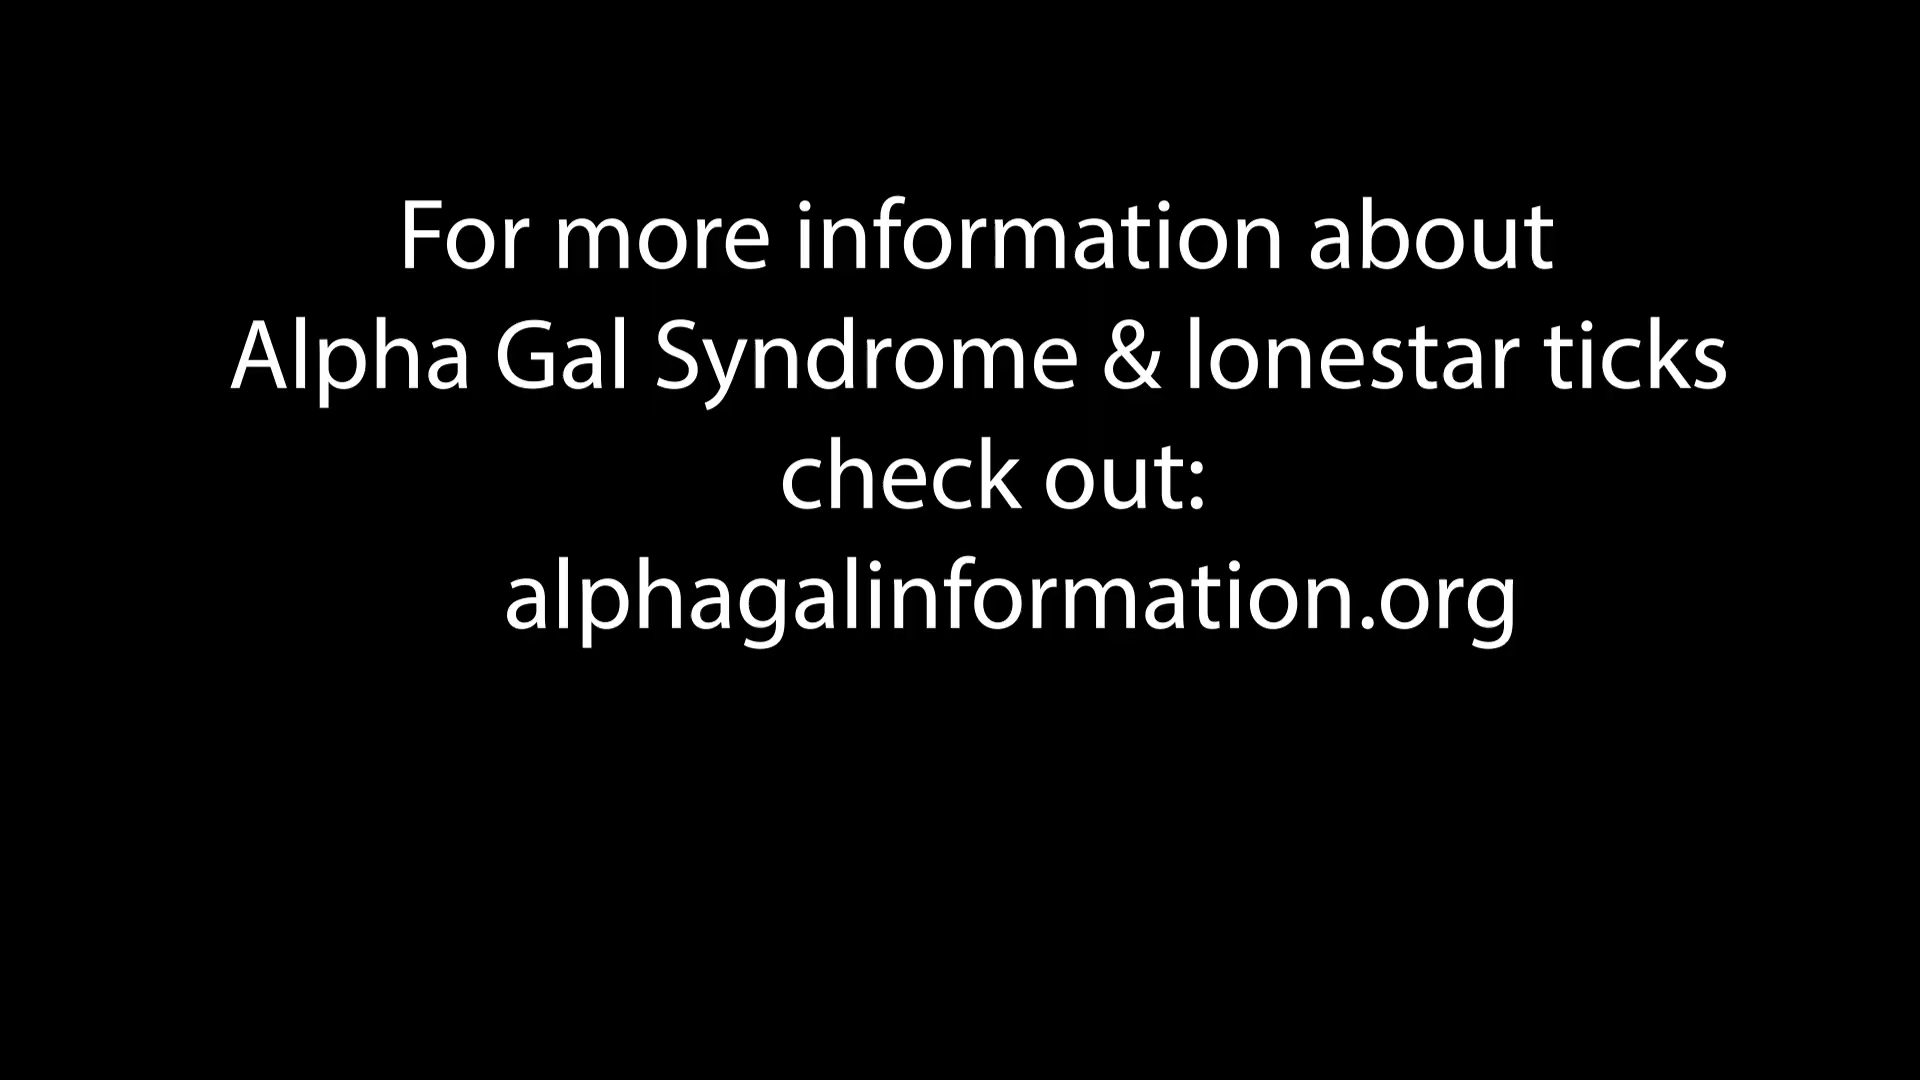 For more information about
Alpha Gal Syndrome & lonestar ticks
check out:
alphagalinformation.org